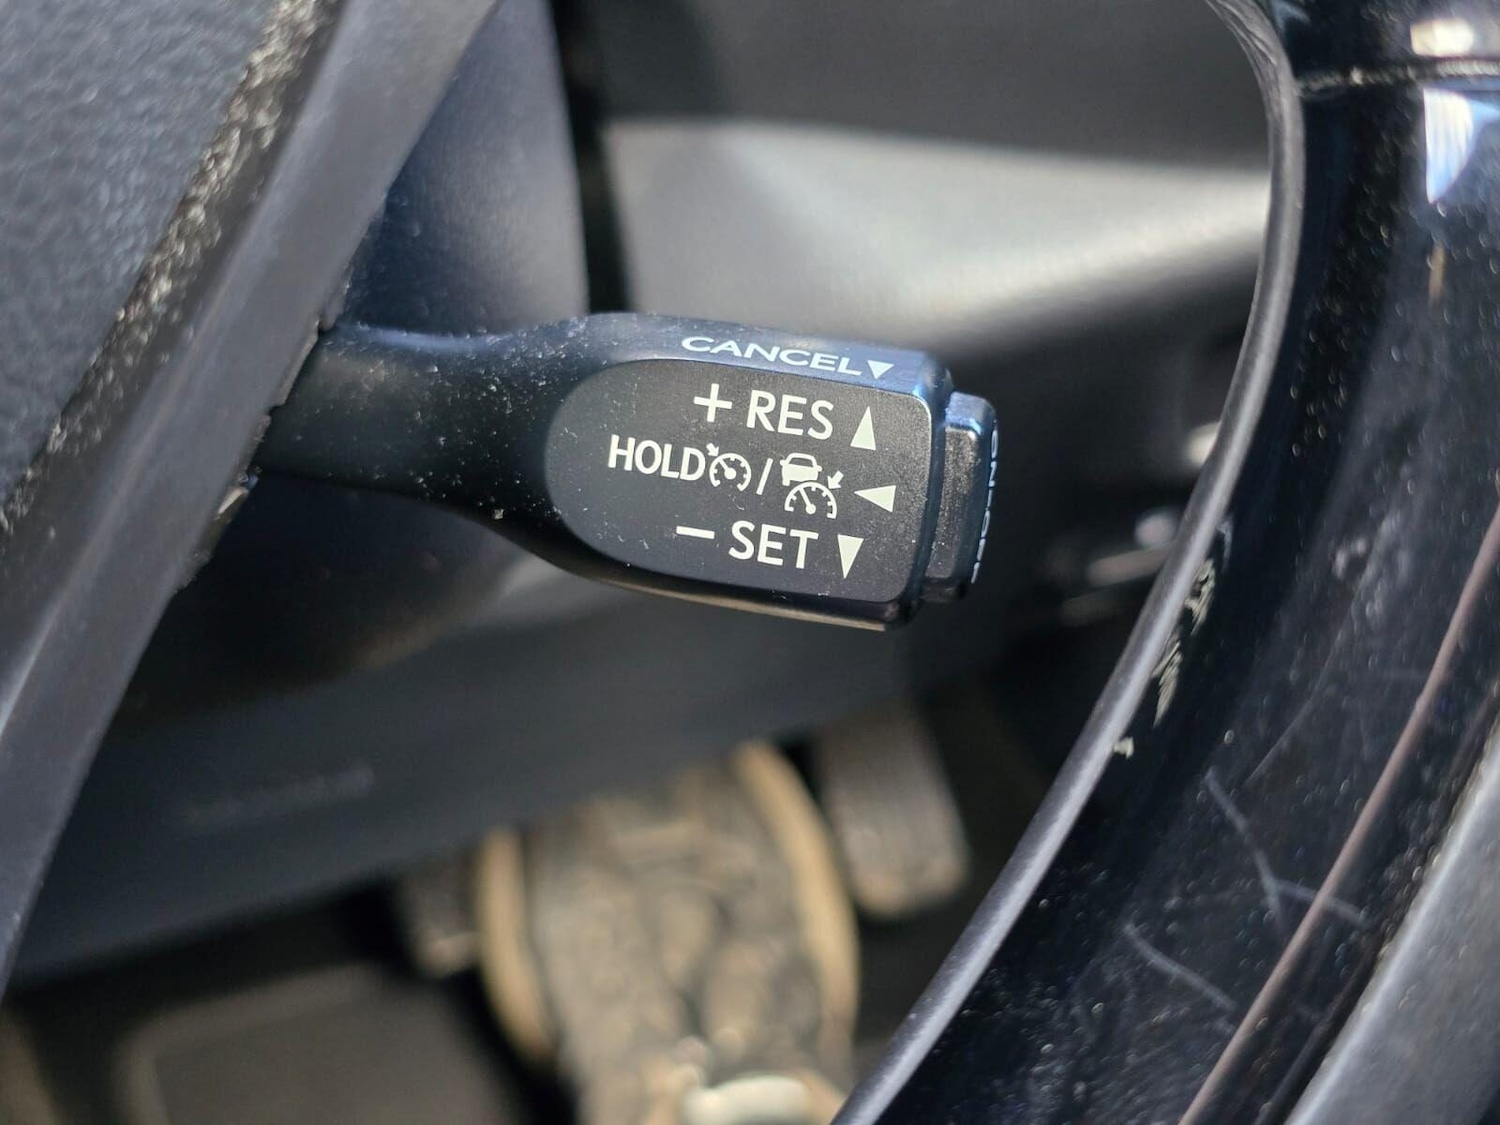 CANCEL▼
+ RES ▲
HOLD / ◀
− SET ▼